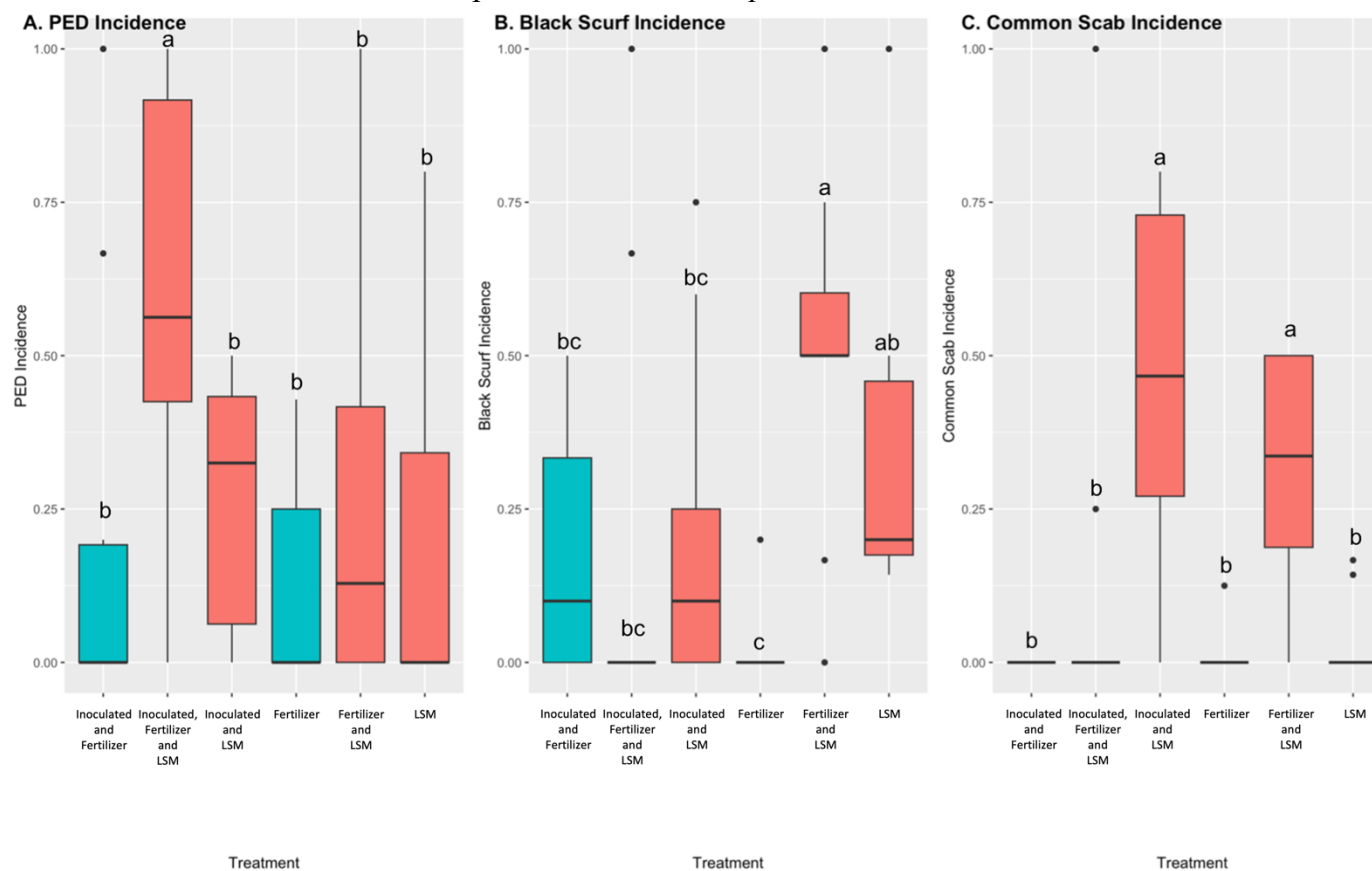 A. PED Incidence
1.00
0.75
0.50
0.25
0.00
PED Incidence
b
a
b
b
b
b
Inoculated
and
Fertilizer
Inoculated,
Fertilizer
and
LSM
Inoculated
and
LSM
Fertilizer
Fertilizer
and
LSM
LSM
Treatment
B. Black Scurf Incidence
1.00
0.75
0.50
0.25
0.00
Black Scurf Incidence
bc
bc
bc
c
a
ab
Inoculated
and
Fertilizer
Inoculated,
Fertilizer
and
LSM
Inoculated
and
LSM
Fertilizer
Fertilizer
and
LSM
LSM
Treatment
C. Common Scab Incidence
1.00
0.75
0.50
0.25
0.00
Common Scab Incidence
b
b
a
b
a
b
Inoculated
and
Fertilizer
Inoculated,
Fertilizer
and
LSM
Inoculated
and
LSM
Fertilizer
Fertilizer
and
LSM
LSM
Treatment